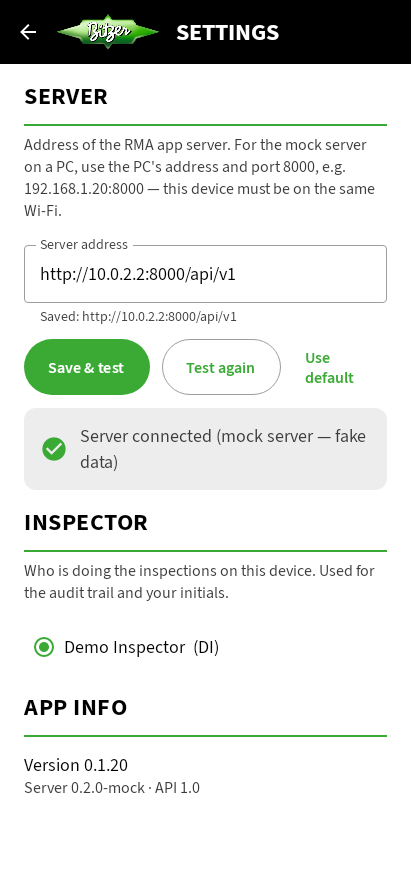 Bitzer
SETTINGS
SERVER
Address of the RMA app server. For the mock server
on a PC, use the PC's address and port 8000, e.g.
192.168.1.20:8000 — this device must be on the same
Wi-Fi.
Server address
http://10.0.2.2:8000/api/v1
Saved: http://10.0.2.2:8000/api/v1
Save & test
Test again
Use
default
Server connected (mock server — fake
data)
INSPECTOR
Who is doing the inspections on this device. Used for
the audit trail and your initials.
Demo Inspector (DI)
APP INFO
Version 0.1.20
Server 0.2.0-mock · API 1.0